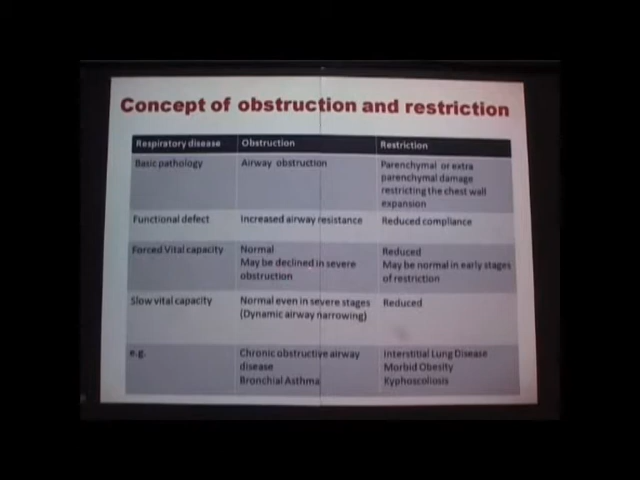 Concept of obstruction and restriction
Respiratory disease Obstruction Restriction
Basic pathology Airway obstruction Parenchymal or extra
parenchymal damage
restricting the chest wall
expansion
Functional defect Increased airway resistance Reduced compliance
Forced Vital capacity Normal Reduced
May be declined in severe May be normal in early stages
obstruction of restriction
Slow vital capacity Normal even in severe stages Reduced
(Dynamic airway narrowing)
e.g. Chronic obstructive airway Interstitial Lung Disease
disease Morbid Obesity
Bronchial Asthma Kyphoscoliosis